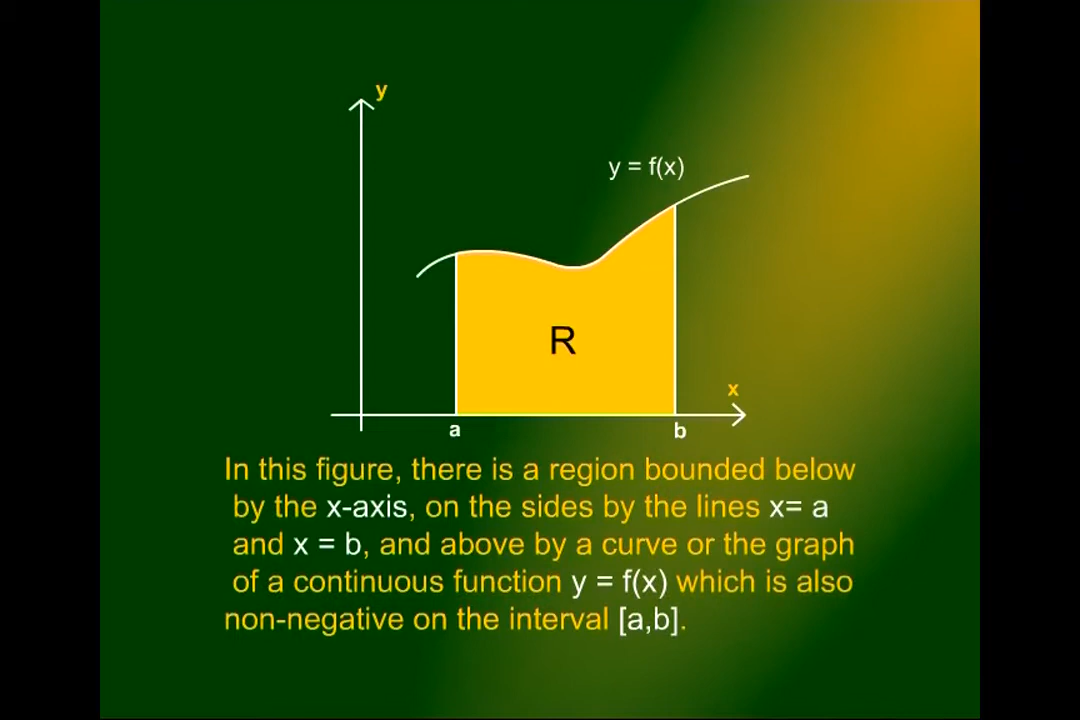 y
y = f(x)
R
x
a
b
In this figure, there is a region bounded below
by the x-axis, on the sides by the lines x= a
and x = b, and above by a curve or the graph
of a continuous function y = f(x) which is also
non-negative on the interval [a,b].